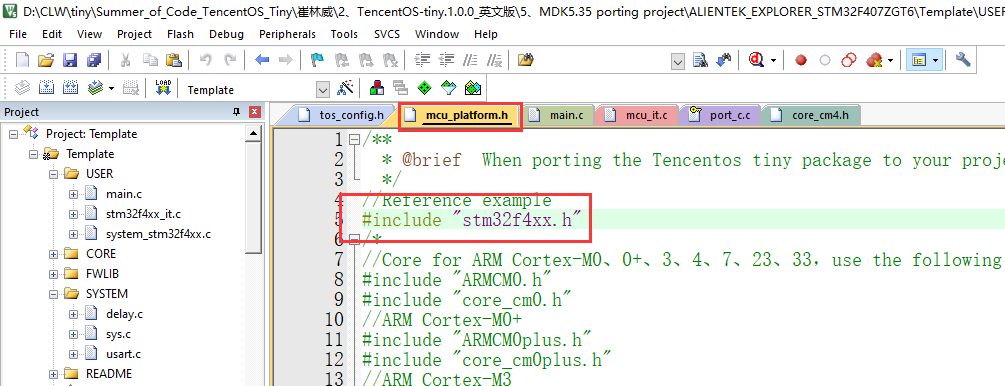 D:\CLW\tiny\Summer_of_Code_TencentOS_Tiny\崔林威\2、TencentOS-tiny.1.0.0_英文版\5、MDK5.35 porting project\ALIENTEK_EXPLORER_STM32F407ZGT6\Template\USER
File Edit View Project Flash Debug Peripherals Tools SVCS Window Help
LOAD Template
Project
tos_config.h mcu_platform.h main.c mcu_it.c port_c.c core_cm4.h
Project: Template
Template
USER
main.c
stm32f4xx_it.c
system_stm32f4xx.c
CORE
FWLIB
SYSTEM
delay.c
sys.c
usart.c
README
1 /**
2 * @brief When porting the Tencentos tiny package to your proje
3 */
4 //Reference example
5 #include "stm32f4xx.h"
6 /*
7 //Core for ARM Cortex-M0、0+、3、4、7、23、33, use the following
8 #include "ARMCM0.h"
9 #include "core_cm0.h"
10 //ARM Cortex-M0+
11 #include "ARMCM0plus.h"
12 #include "core_cm0plus.h"
13 //ARM Cortex-M3